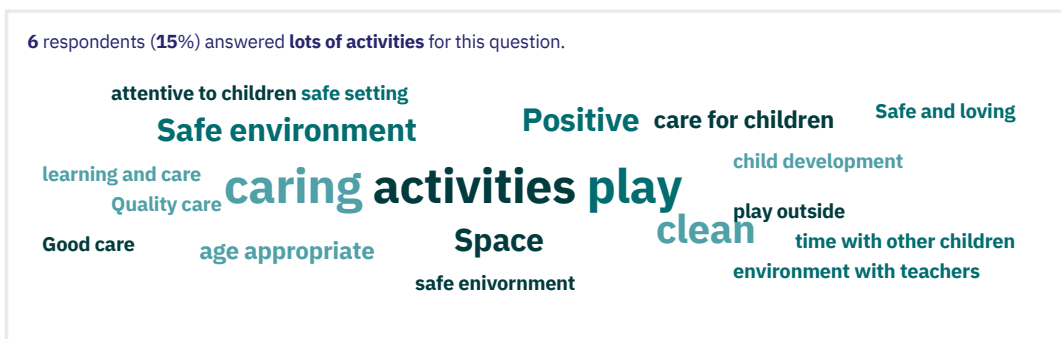 6 respondents (15%) answered lots of activities for this question.
attentive to children safe setting
Safe environment
Positive care for children
Safe and loving
child development
learning and care
Quality care
caring activities play
play outside
clean
Good care
age appropriate
Space
time with other children
environment with teachers
safe enivornment